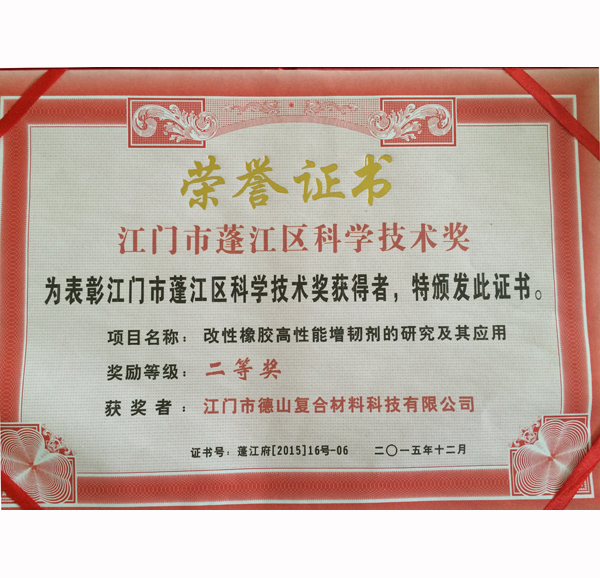 荣誉证书
江门市蓬江区科学技术奖
为表彰江门市蓬江区科学技术奖获得者，特颁发此证书。
项目名称：改性橡胶高性能增韧剂的研究及其应用
奖励等级：二等奖
获奖者：江门市德山复合材料科技有限公司
证书号：蓬江府[2015]16号-06 二〇一五年十二月